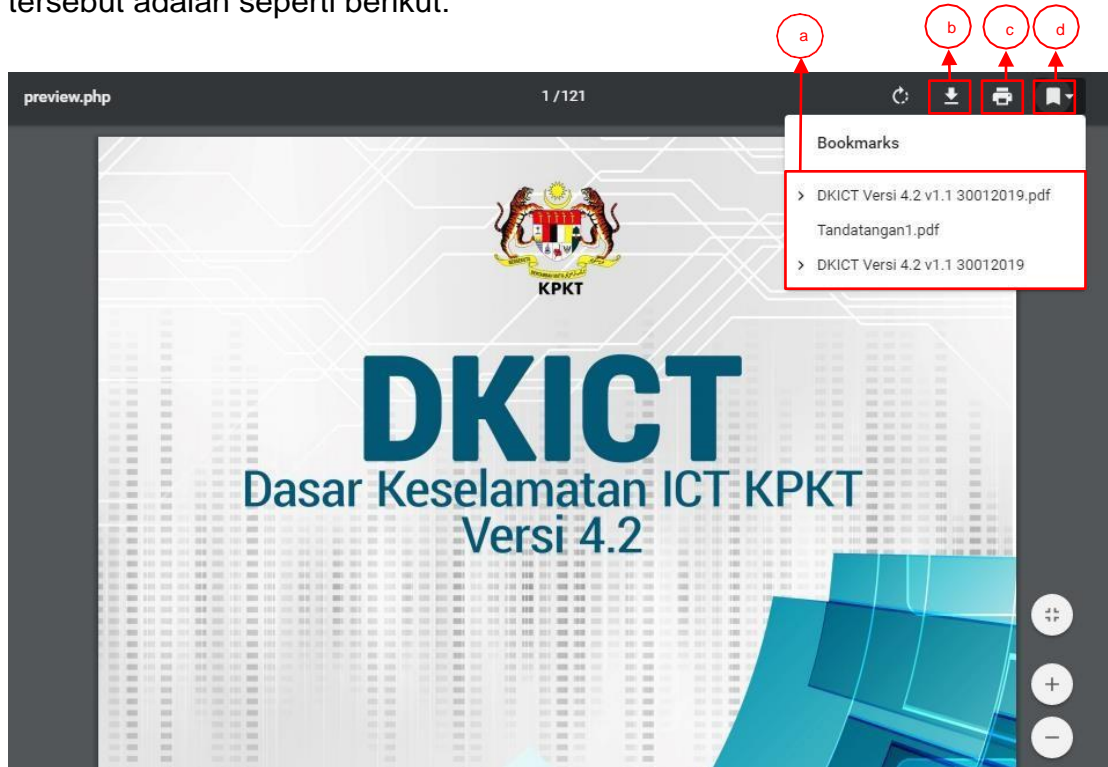 tersebut adalah seperti berikut:
a
b
c
d
preview.php
1 / 121
Bookmarks
DKICT Versi 4.2 v1.1 30012019.pdf
Tandatangan1.pdf
DKICT Versi 4.2 v1.1 30012019
KPKT
DKICT
Dasar Keselamatan ICT KPKT
Versi 4.2